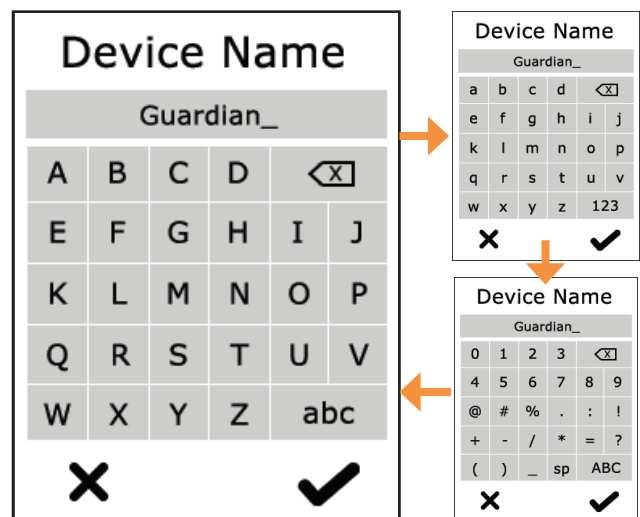 Device Name
Guardian_
A B C D X
E F G H I J
K L M N O P
Q R S T U V
W X Y Z abc
Device Name
Guardian_
a b c d X
e f g h i j
k l m n o p
q r s t u v
w x y z 123
Device Name
Guardian_
0 1 2 3 X
4 5 6 7 8 9
@ # % . : !
+ - / * = ?
( ) _ sp ABC